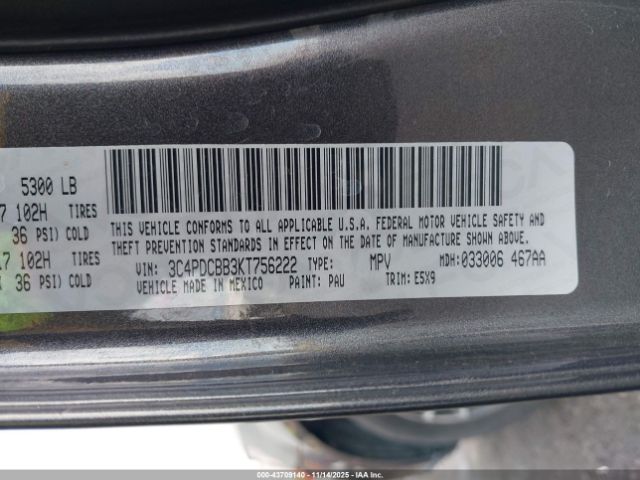 5300 LB
7 102H TIRES
36 PSI) COLD
.7 102H TIRES
36 PSI) COLD
THIS VEHICLE CONFORMS TO ALL APPLICABLE U.S.A. FEDERAL MOTOR VEHICLE SAFETY AND
THEFT PREVENTION STANDARDS IN EFFECT ON THE DATE OF MANUFACTURE SHOWN ABOVE.
VIN: 3C4PDCBB3KT756222 TYPE: MPV MDH:033006 467AA
VEHICLE MADE IN MEXICO PAINT: PAU TRIM: E5X9
000-43709140 - 11/14/2025 - IAAI.COM